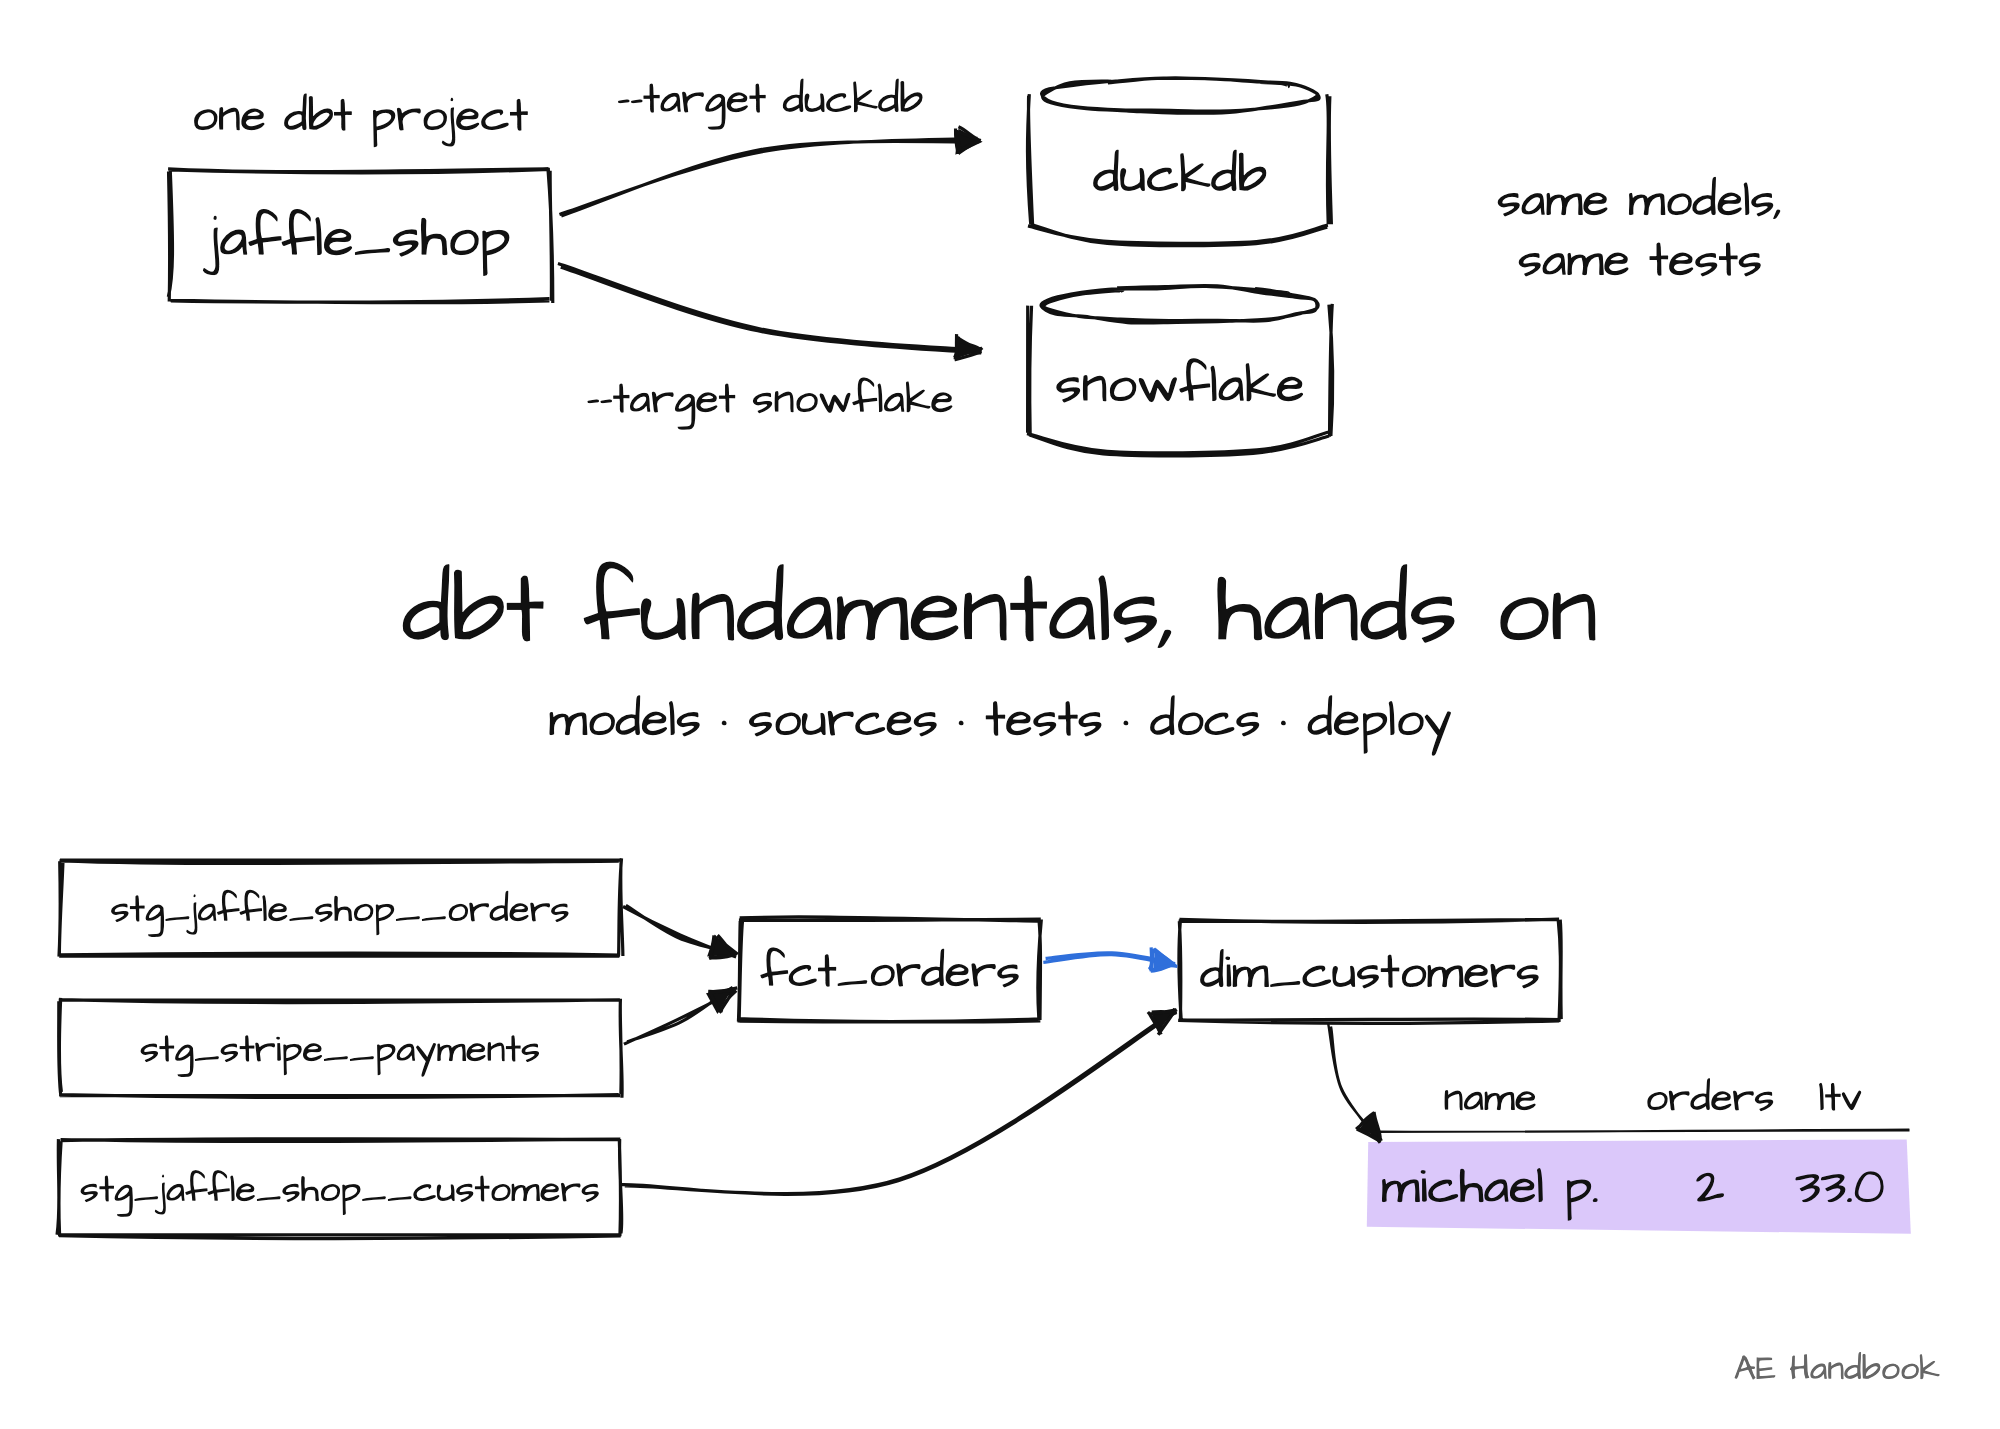 one dbt project
jaffle_shop
--target duckdb
--target snowflake
duckdb
snowflake
same models,
same tests
dbt fundamentals, hands on
models · sources · tests · docs · deploy
stg_jaffle_shop__orders
stg_stripe__payments
stg_jaffle_shop__customers
fct_orders
dim_customers
name orders ltv
michael p. 2 33.0
AE Handbook